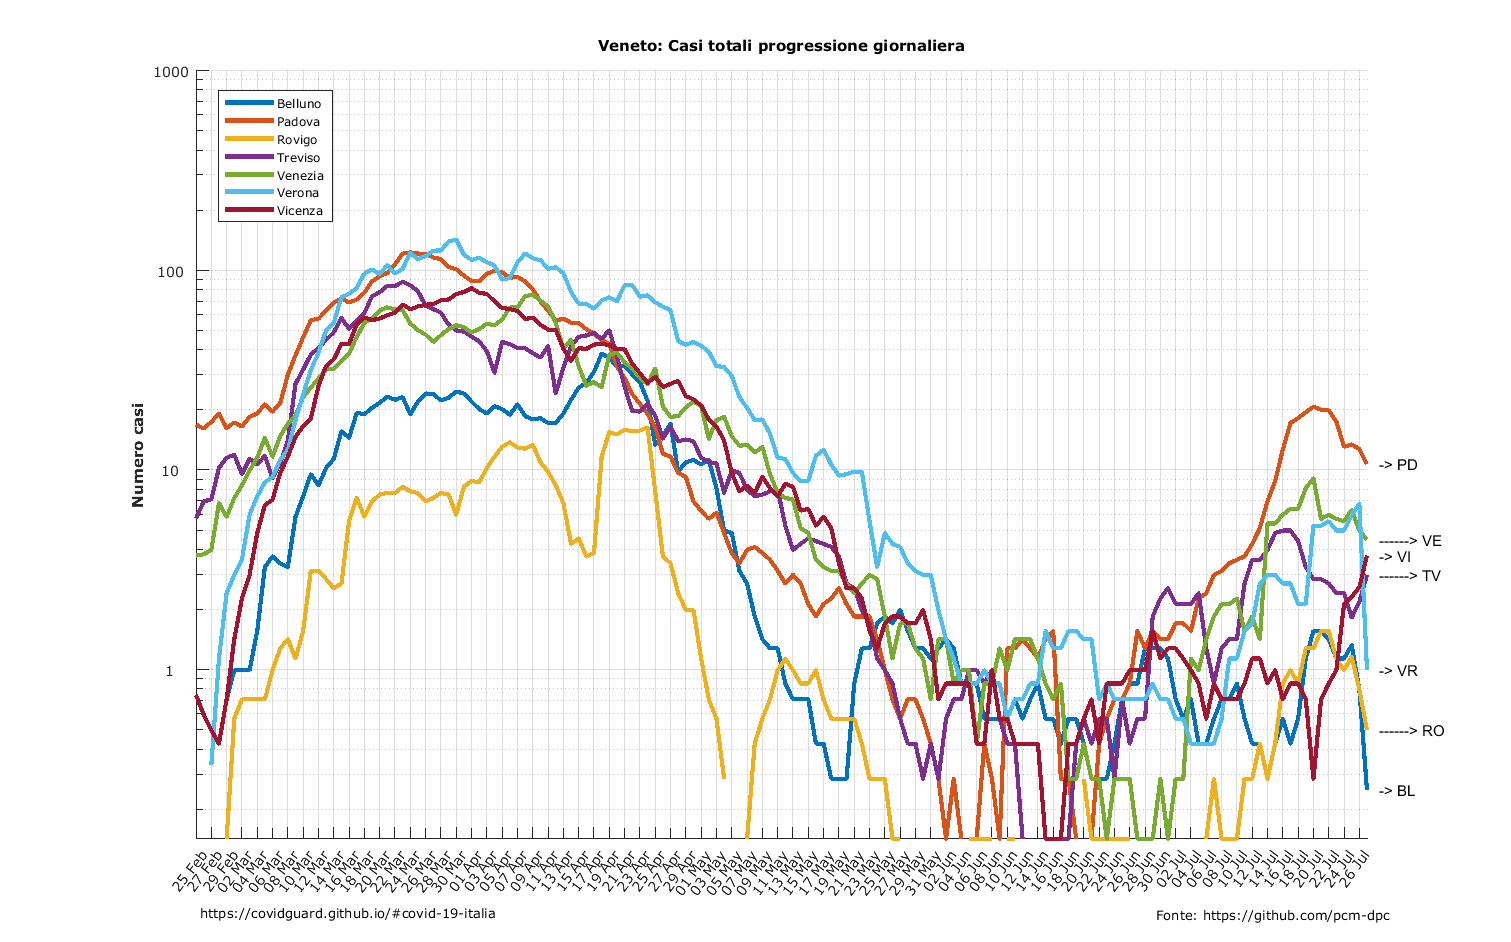 Veneto: Casi totali progressione giornaliera
1000
100
10
1
Numero casi
Belluno
Padova
Rovigo
Treviso
Venezia
Verona
Vicenza
-> PD
------> VE
-> VI
------> TV
-> VR
------> RO
-> BL
25 Feb
27 Feb
29 Feb
02 Mar
04 Mar
06 Mar
08 Mar
10 Mar
12 Mar
14 Mar
16 Mar
18 Mar
20 Mar
22 Mar
24 Mar
26 Mar
28 Mar
30 Mar
01 Apr
03 Apr
05 Apr
07 Apr
09 Apr
11 Apr
13 Apr
15 Apr
17 Apr
19 Apr
21 Apr
23 Apr
25 Apr
27 Apr
29 Apr
01 May
03 May
05 May
07 May
09 May
11 May
13 May
15 May
17 May
19 May
21 May
23 May
25 May
27 May
29 May
31 May
02 Jun
04 Jun
06 Jun
08 Jun
10 Jun
12 Jun
14 Jun
16 Jun
18 Jun
20 Jun
22 Jun
24 Jun
26 Jun
28 Jun
30 Jun
02 Jul
04 Jul
06 Jul
08 Jul
10 Jul
12 Jul
14 Jul
16 Jul
18 Jul
20 Jul
22 Jul
24 Jul
26 Jul
https://covidguard.github.io/#covid-19-italia
Fonte: https://github.com/pcm-dpc